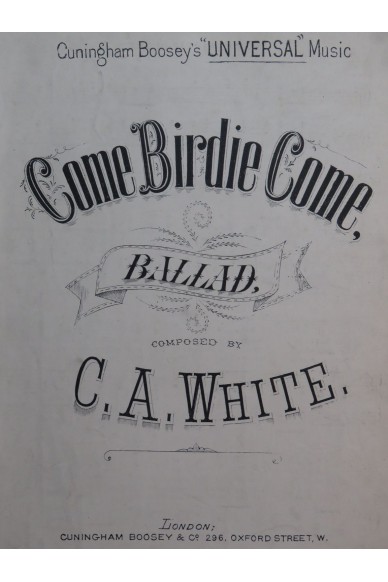 Cuningham Boosey's "UNIVERSAL" Music
Come Birdie Come,
BALLAD,
COMPOSED BY
C. A. WHITE.
LONDON;
CUNINGHAM BOOSEY & Cº 296, OXFORD STREET, W.